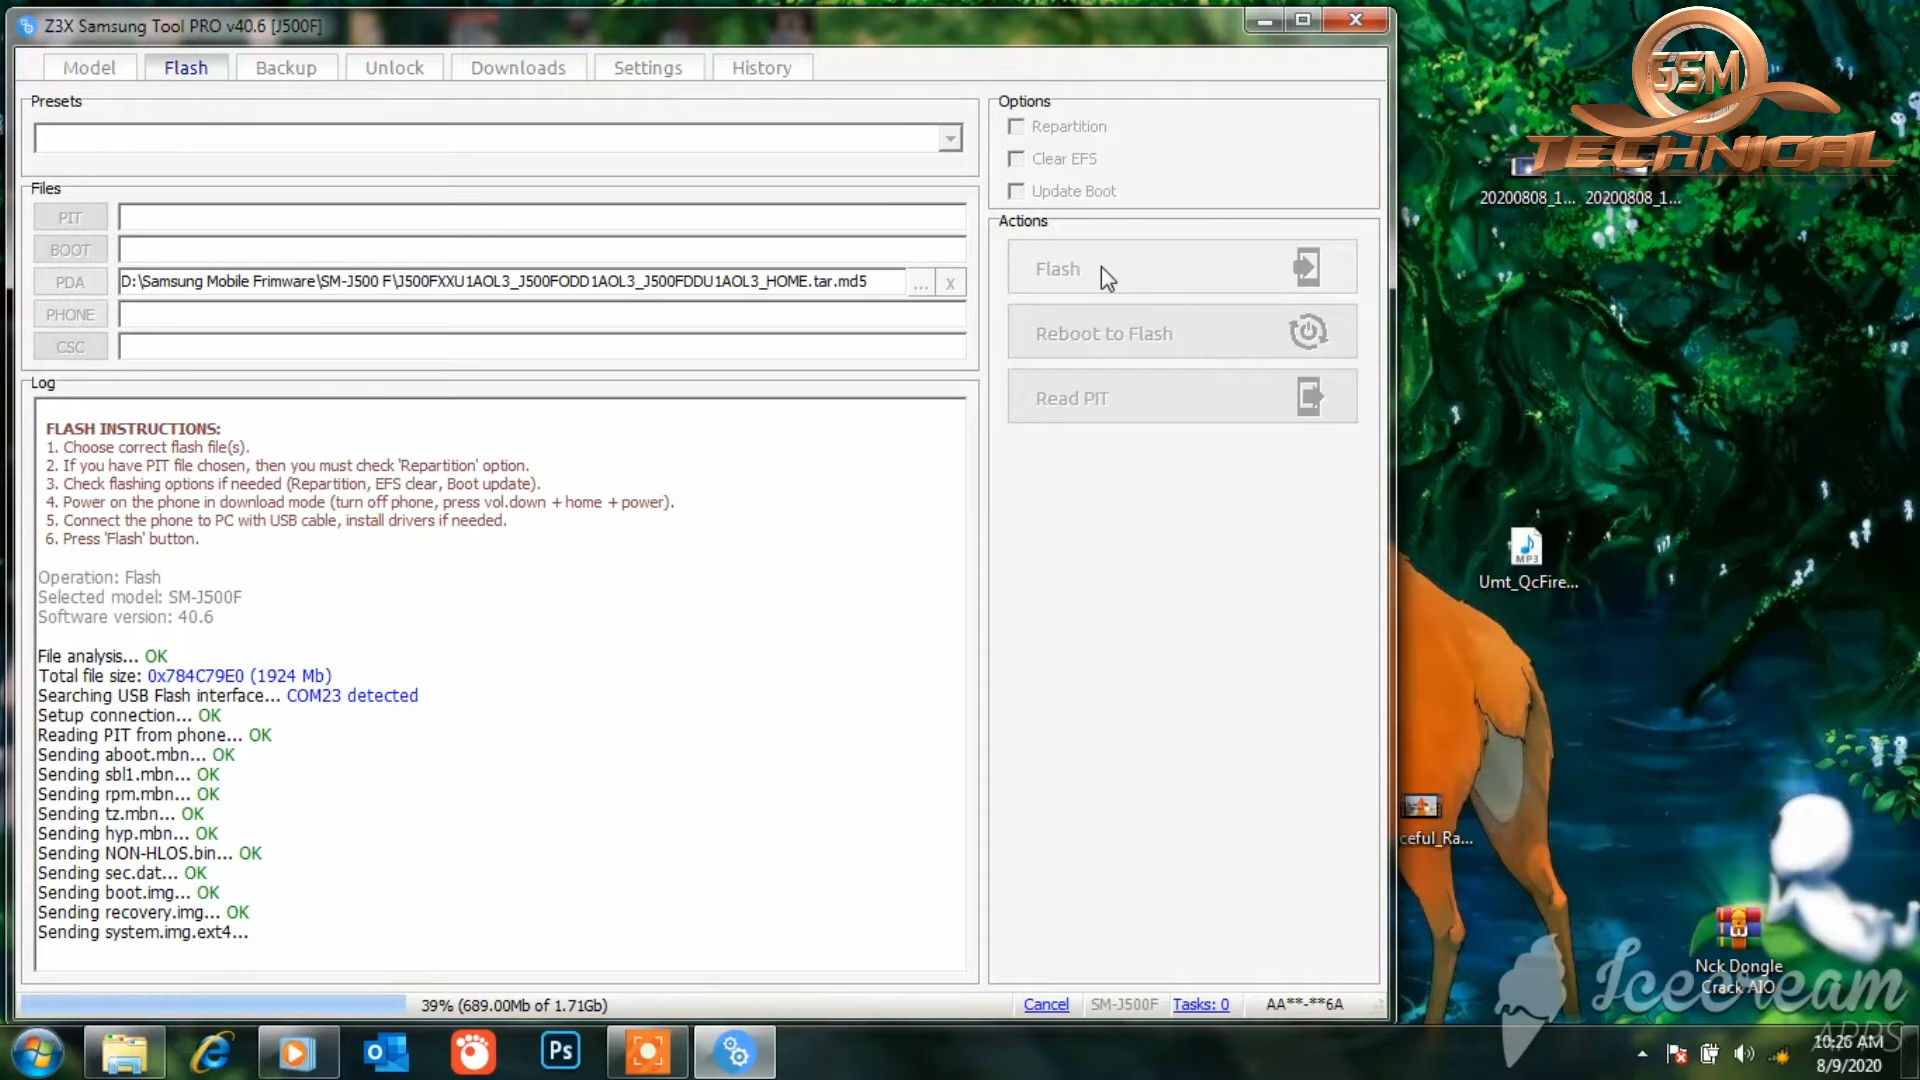 Z3X Samsung Tool PRO v40.6 [J500F]
Model Flash Backup Unlock Downloads Settings History
Presets
Files
PIT
BOOT
PDA D:\Samsung Mobile Frimware\SM-J500 F\J500FXXU1AOL3_J500FODD1AOL3_J500FDDU1AOL3_HOME.tar.md5 ... x
PHONE
CSC
Log
FLASH INSTRUCTIONS:
1. Choose correct flash file(s).
2. If you have PIT file chosen, then you must check 'Repartition' option.
3. Check flashing options if needed (Repartition, EFS clear, Boot update).
4. Power on the phone in download mode (turn off phone, press vol.down + home + power).
5. Connect the phone to PC with USB cable, install drivers if needed.
6. Press 'Flash' button.
Operation: Flash
Selected model: SM-J500F
Software version: 40.6
File analysis... OK
Total file size: 0x784C79E0 (1924 Mb)
Searching USB Flash interface... COM23 detected
Setup connection... OK
Reading PIT from phone... OK
Sending aboot.mbn... OK
Sending sbl1.mbn... OK
Sending rpm.mbn... OK
Sending tz.mbn... OK
Sending hyp.mbn... OK
Sending NON-HLOS.bin... OK
Sending sec.dat... OK
Sending boot.img... OK
Sending recovery.img... OK
Sending system.img.ext4...
Options
Repartition
Clear EFS
Update Boot
Actions
Flash
Reboot to Flash
Read PIT
39% (689.00Mb of 1.71Gb)
Cancel SM-J500F Tasks: 0 AA**-**6A
GSM
TECHNICAL
20200808_1... 20200808_1...
MP3
Umt_QcFire...
ceful_Ra...
Nck Dongle
Crack AIO
Icecream
APPS
Ps
10:26 AM
8/9/2020